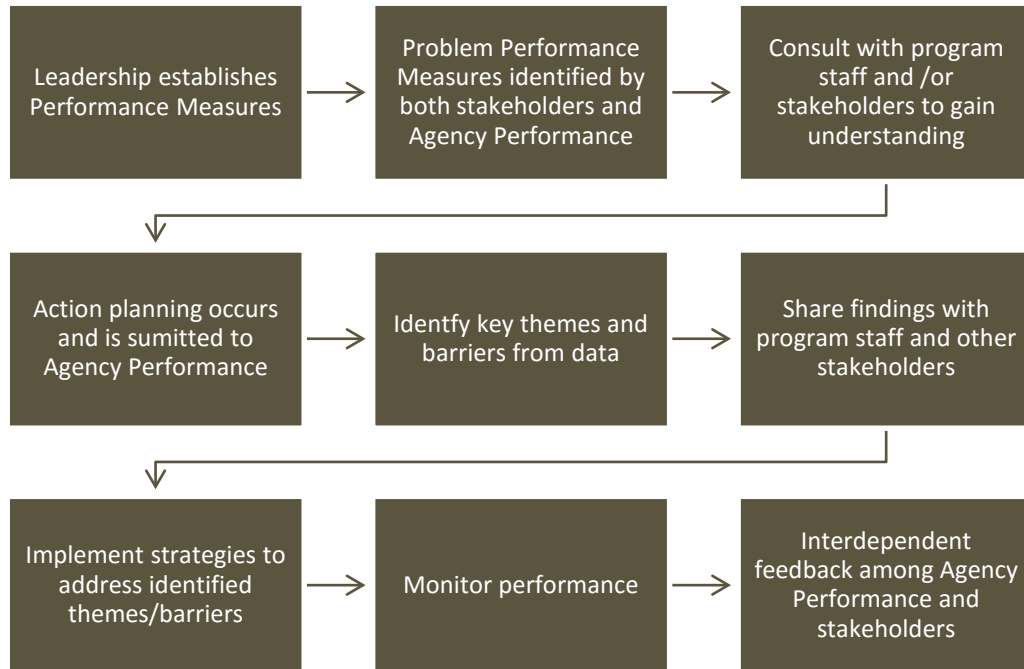 Leadership establishes
Performance Measures
Problem Performance
Measures identified by
both stakeholders and
Agency Performance
Consult with program
staff and /or
stakeholders to gain
understanding
Action planning occurs
and is sumitted to
Agency Performance
Identfy key themes and
barriers from data
Share findings with
program staff and other
stakeholders
Implement strategies to
address identified
themes/barriers
Monitor performance
Interdependent
feedback among Agency
Performance and
stakeholders